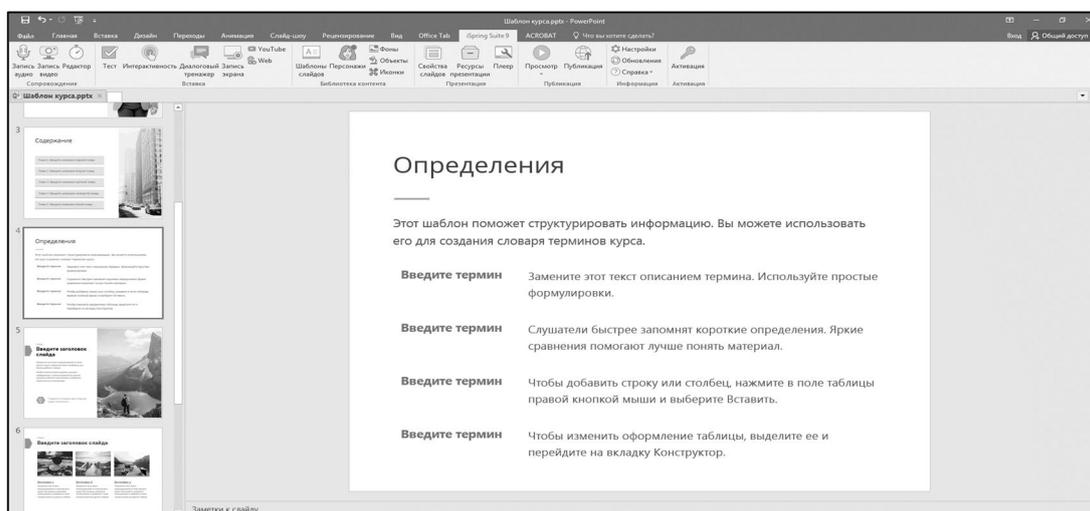 Шаблон курса.pptx - PowerPoint
Файл Главная Вставка Дизайн Переходы Анимация Слайд-шоу Рецензирование Вид Office Tab iSpring Suite 9 ACROBAT Что вы хотите сделать? Вход Общий доступ
Запись аудио
Запись видео
Редактор
Сопровождение
Тест
Интерактивность
Диалоговый тренажер
Запись экрана
YouTube
Web
Вставка
Шаблоны слайдов
Персонажи
Фоны
Объекты
Иконки
Библиотека контента
Свойства слайдов
Ресурсы презентации
Плеер
Презентация
Просмотр
Публикация
Публикация
Настройки
Обновления
Справка
Информация
Активация
Активация
Шаблон курса.pptx
3
Содержание
4
Определения
5
Введите заголовок
слайда
6
Введите заголовок слайда
Определения
Этот шаблон поможет структурировать информацию. Вы можете использовать
его для создания словаря терминов курса.
Введите термин Замените этот текст описанием термина. Используйте простые
формулировки.
Введите термин Слушатели быстрее запомнят короткие определения. Яркие
сравнения помогают лучше понять материал.
Введите термин Чтобы добавить строку или столбец, нажмите в поле таблицы
правой кнопкой мыши и выберите Вставить.
Введите термин Чтобы изменить оформление таблицы, выделите ее и
перейдите на вкладку Конструктор.
Заметки к слайду